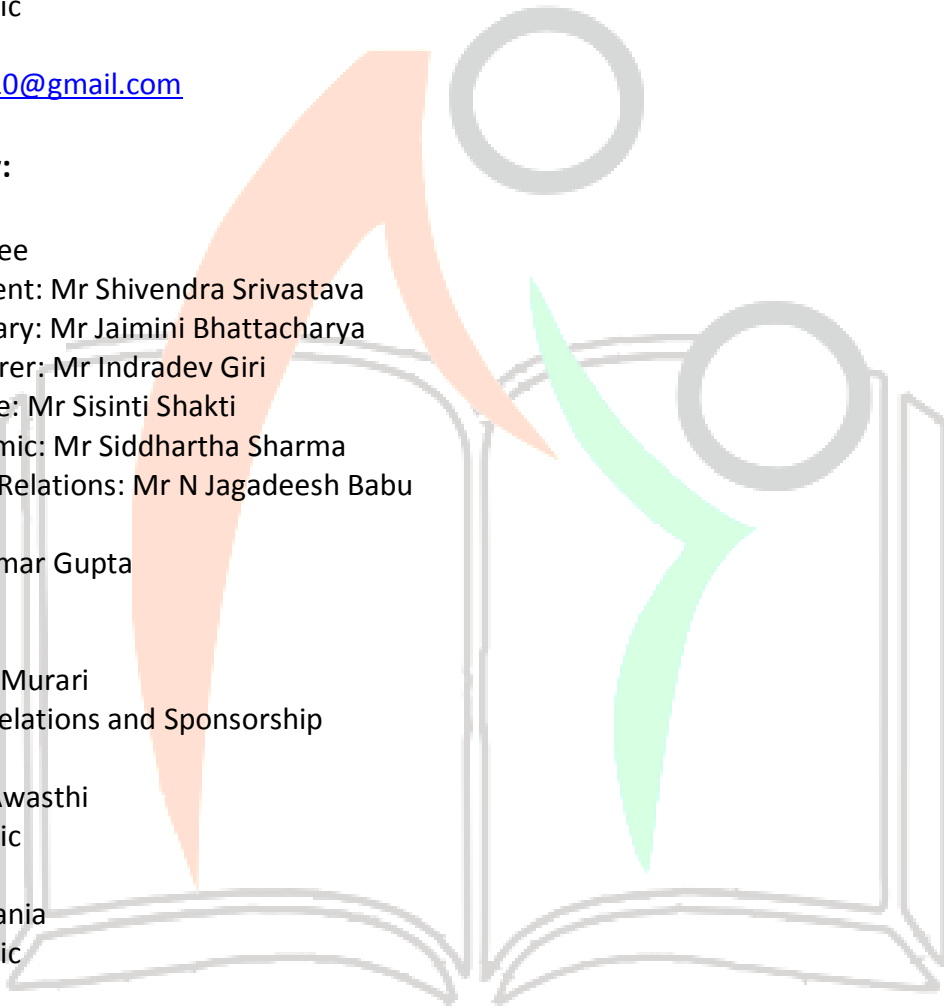 ic
.0@gmail.com
:
ee
ent: Mr Shivendra Srivastava
ary: Mr Jaimini Bhattacharya
rer: Mr Indradev Giri
e: Mr Sisinti Shakti
mic: Mr Siddhartha Sharma
Relations: Mr N Jagadeesh Babu
mar Gupta
Murari
elations and Sponsorship
Awasthi
ic
ania
ic